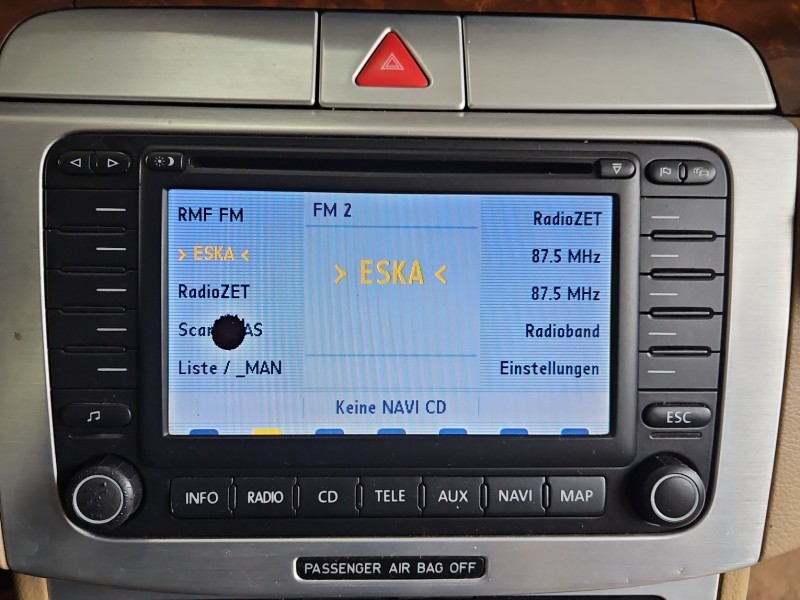 RMF FM
FM 2
RadioZET
> ESKA <
> ESKA <
87.5 MHz
RadioZET
87.5 MHz
AS
Radioband
Liste / _MAN
Einstellungen
Keine NAVI CD
ESC
INFO RADIO CD TELE AUX NAVI MAP
PASSENGER AIR BAG OFF